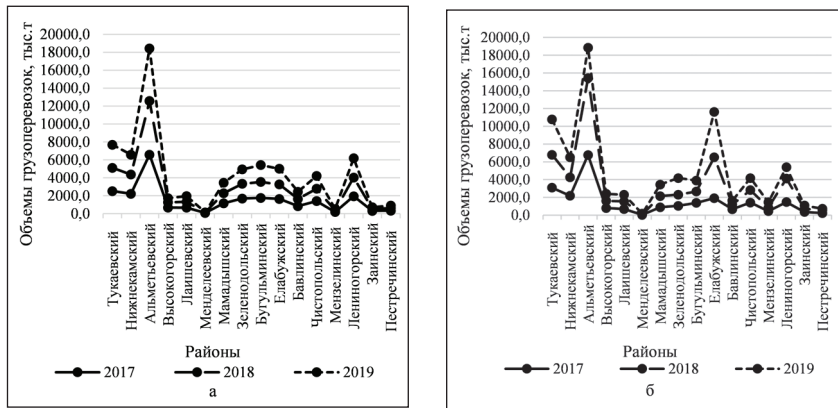 Объемы грузоперевозок, тыс.т
20000,0
18000,0
16000,0
14000,0
12000,0
10000,0
8000,0
6000,0
4000,0
2000,0
0,0
Тукаевский
Нижнекамский
Альметьевский
Высокогорский
Лаишевский
Менделеевский
Мамадышский
Зеленодольский
Бугульминский
Елабужский
Бавлинский
Чистопольский
Мензелинский
Лениногорский
Заинский
Пестречинский
Районы
2017 2018 2019
а
Объемы грузоперевозок, тыс.т
20000,0
18000,0
16000,0
14000,0
12000,0
10000,0
8000,0
6000,0
4000,0
2000,0
0,0
Тукаевский
Нижнекамский
Альметьевский
Высокогорский
Лаишевский
Менделеевский
Мамадышский
Зеленодольский
Бугульминский
Елабужский
Бавлинский
Чистопольский
Мензелинский
Лениногорский
Заинский
Пестречинский
Районы
2017 2018 2019
б